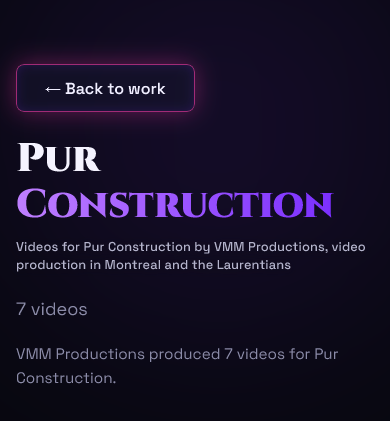 ← Back to work
Pur
Construction
Videos for Pur Construction by VMM Productions, video
production in Montreal and the Laurentians
7 videos
VMM Productions produced 7 videos for Pur
Construction.